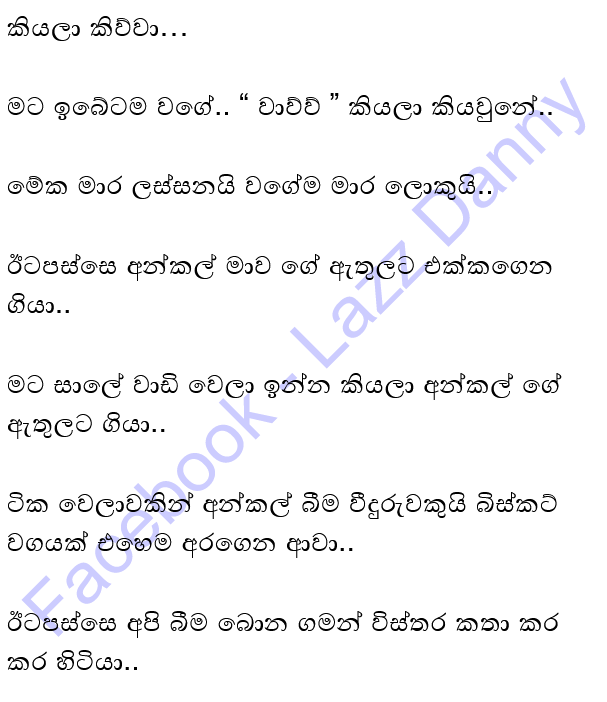 කියලා කිව්වා...
මට ඉබේටම වගේ.. “ වාව්ව් ” කියලා කියවුනේ..
මේක මාර ලස්සනයි වගේම මාර ලොකුයි..
ඊටපස්සෙ අන්කල් මාව ගේ ඇතුලට එක්කගෙන
ගියා..
මට සාලේ වාඩි වෙලා ඉන්න කියලා අන්කල් ගේ
ඇතුලට ගියා..
ටික වෙලාවකින් අන්කල් බීම වීදුරුවකුයි බිස්කට්
වගයක් එහෙම අරගෙන ආවා..
ඊටපස්සෙ අපි බීම බොන ගමන් විස්තර කතා කර
කර හිටියා..
Facebook - Lazz Danny